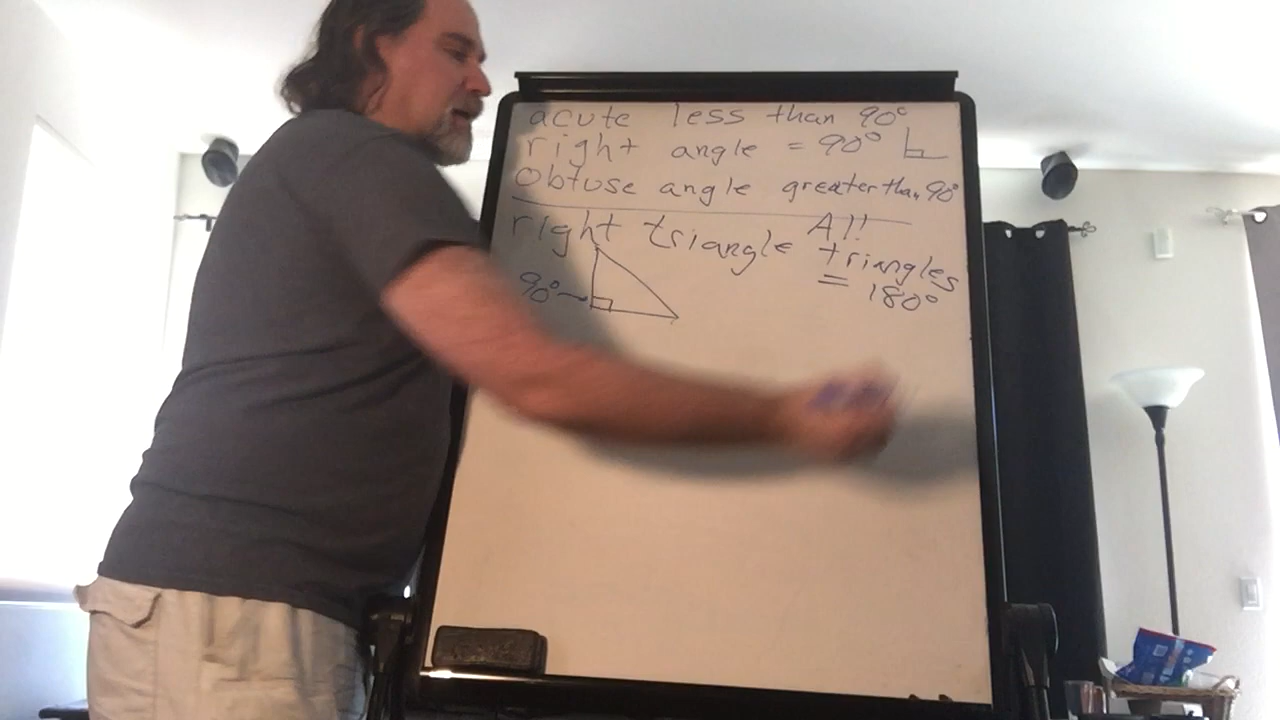 acute less than 90°
right angle = 90°
Obtuse angle greater than 90°
right triangle All
triangles
= 180°
90°